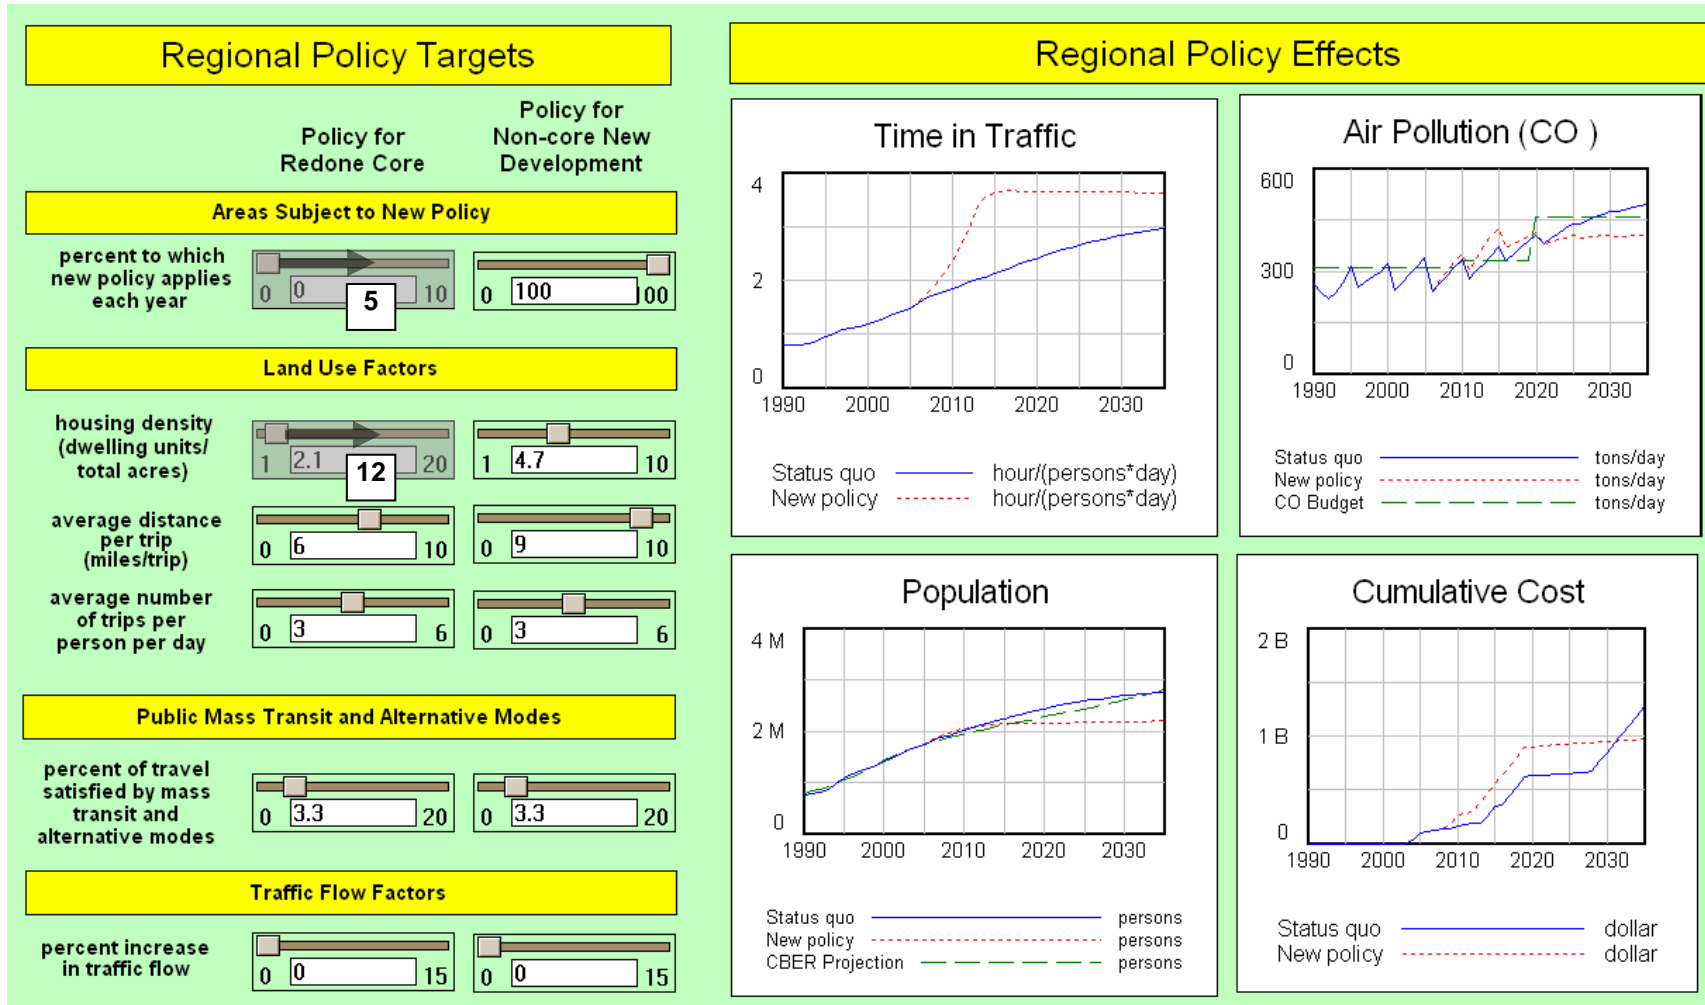 Regional Policy Targets
Policy for
Redone Core
Policy for
Non-core New
Development
Areas Subject to New Policy
percent to which
new policy applies
each year
0 0 10
5
0 100 100
Land Use Factors
housing density
(dwelling units/
total acres)
1 2.1 20
12
1 4.7 10
average distance
per trip
(miles/trip)
0 6 10
0 9 10
average number
of trips per
person per day
0 3 6
0 3 6
Public Mass Transit and Alternative Modes
percent of travel
satisfied by mass
transit and
alternative modes
0 3.3 20
0 3.3 20
Traffic Flow Factors
percent increase
in traffic flow
0 0 15
0 0 15
Regional Policy Effects
Time in Traffic
4
2
0
1990 2000 2010 2020 2030
Status quo hour/(persons*day)
New policy hour/(persons*day)
Air Pollution (CO )
600
300
0
1990 2000 2010 2020 2030
Status quo tons/day
New policy tons/day
CO Budget tons/day
Population
4 M
2 M
0
1990 2000 2010 2020 2030
Status quo persons
New policy persons
CBER Projection persons
Cumulative Cost
2 B
1 B
0
1990 2000 2010 2020 2030
Status quo dollar
New policy dollar